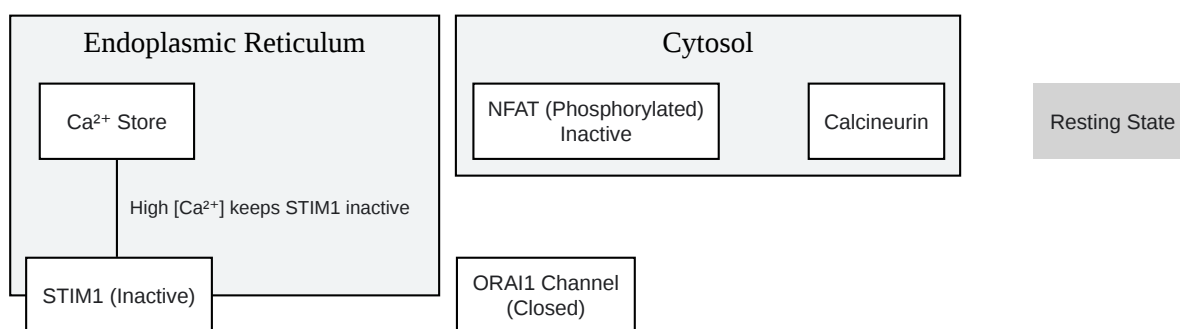 Endoplasmic Reticulum
Cytosol
Ca²⁺ Store
NFAT (Phosphorylated)
Inactive
Calcineurin
Resting State
High [Ca²⁺] keeps STIM1 inactive
STIM1 (Inactive)
ORAI1 Channel
(Closed)